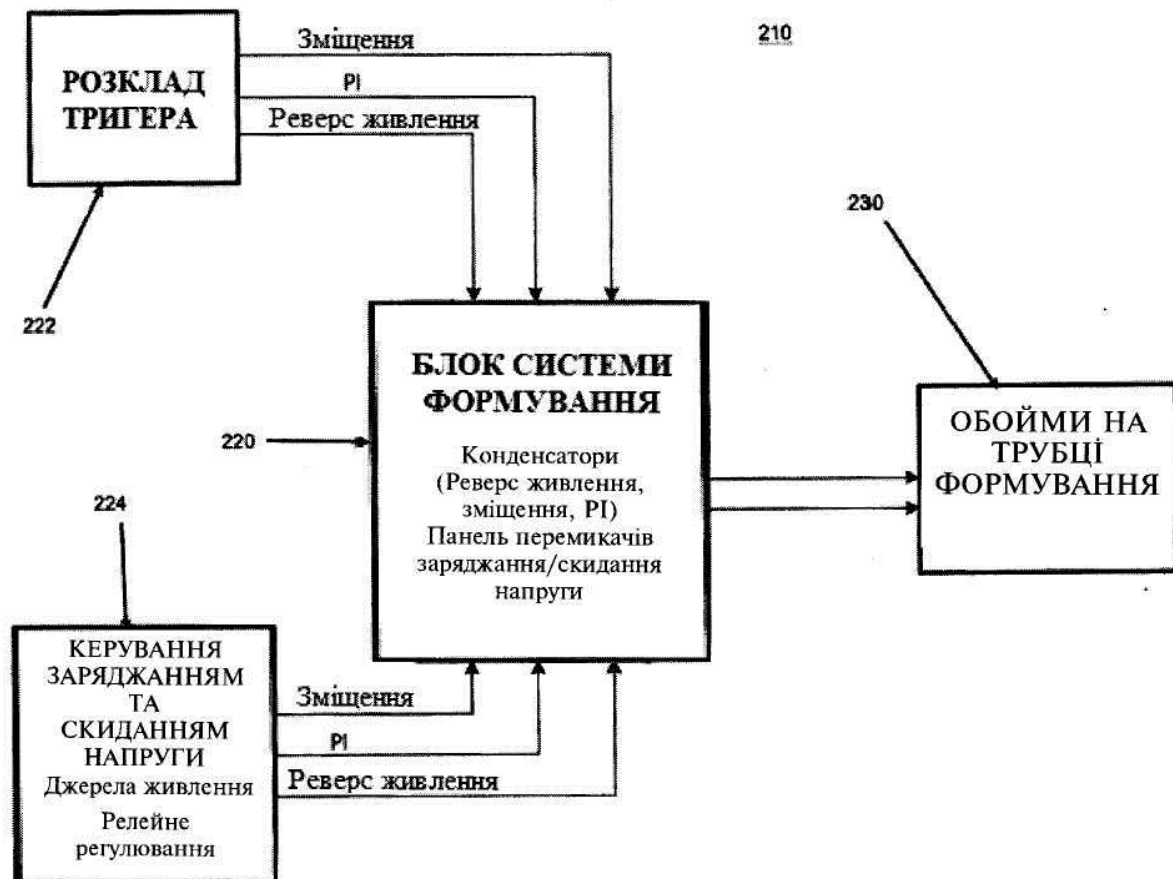 210
Зміщення
РОЗКЛАД
ТРИГЕРА
PI
Реверс живлення
222
230
БЛОК СИСТЕМИ
ФОРМУВАННЯ
220
Конденсатори
(Реверс живлення,
зміщення, PI)
Панель перемикачів
заряджання/скидання
напруги
ОБОЙМИ НА
ТРУБЦІ
ФОРМУВАННЯ
224
КЕРУВАННЯ
ЗАРЯДЖАННЯМ
ТА
СКИДАННЯМ
НАПРУГИ
Джерела живлення
Релейне
регулювання
Зміщення
PI
Реверс живлення